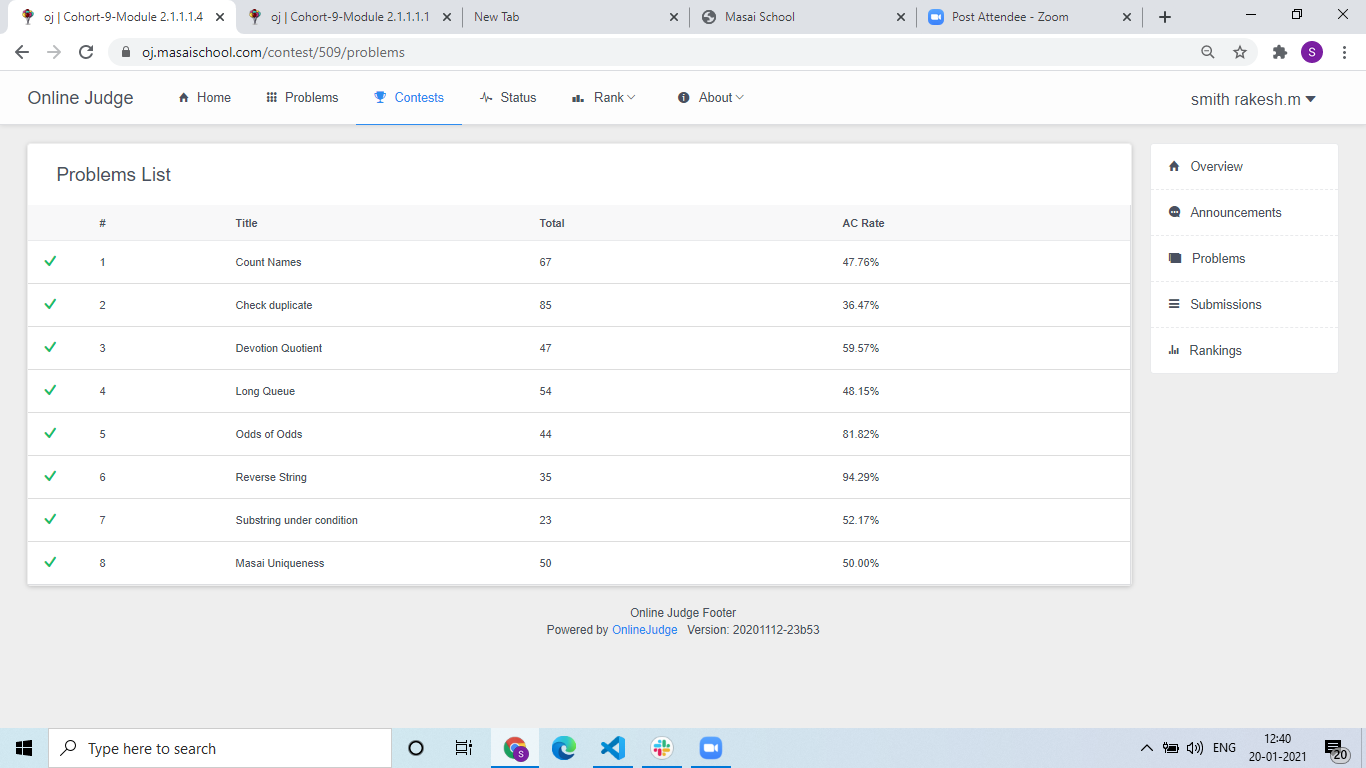 oj | Cohort-9-Module 2.1.1.1.4 oj | Cohort-9-Module 2.1.1.1.1 New Tab Masai School Post Attendee - Zoom
oj.masaischool.com/contest/509/problems S
Online Judge Home Problems Contests Status Rank About smith rakesh.m
Problems List
# Title Total AC Rate
1 Count Names 67 47.76%
2 Check duplicate 85 36.47%
3 Devotion Quotient 47 59.57%
4 Long Queue 54 48.15%
5 Odds of Odds 44 81.82%
6 Reverse String 35 94.29%
7 Substring under condition 23 52.17%
8 Masai Uniqueness 50 50.00%
Overview
Announcements
Problems
Submissions
Rankings
Online Judge Footer
Powered by OnlineJudge Version: 20201112-23b53
Type here to search S ENG 12:40
20-01-2021 20